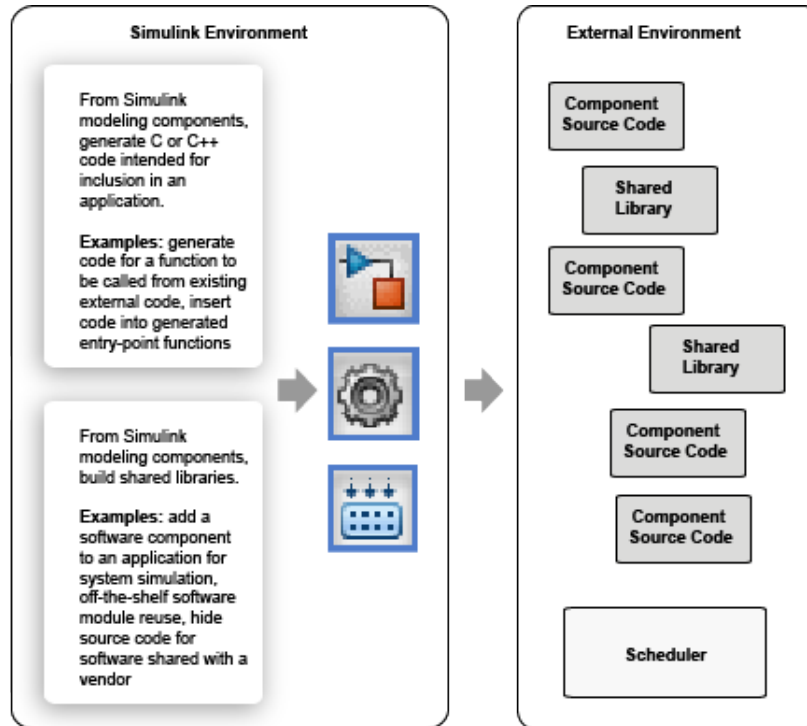 Simulink Environment
From Simulink
modeling components,
generate C or C++
code intended for
inclusion in an
application.
Examples: generate
code for a function to
be called from existing
external code, insert
code into generated
entry-point functions
From Simulink
modeling components,
build shared libraries.
Examples: add a
software component
to an application for
system simulation,
off-the-shelf software
module reuse, hide
source code for
software shared with a
vendor
External Environment
Component
Source Code
Shared
Library
Component
Source Code
Shared
Library
Component
Source Code
Component
Source Code
Scheduler